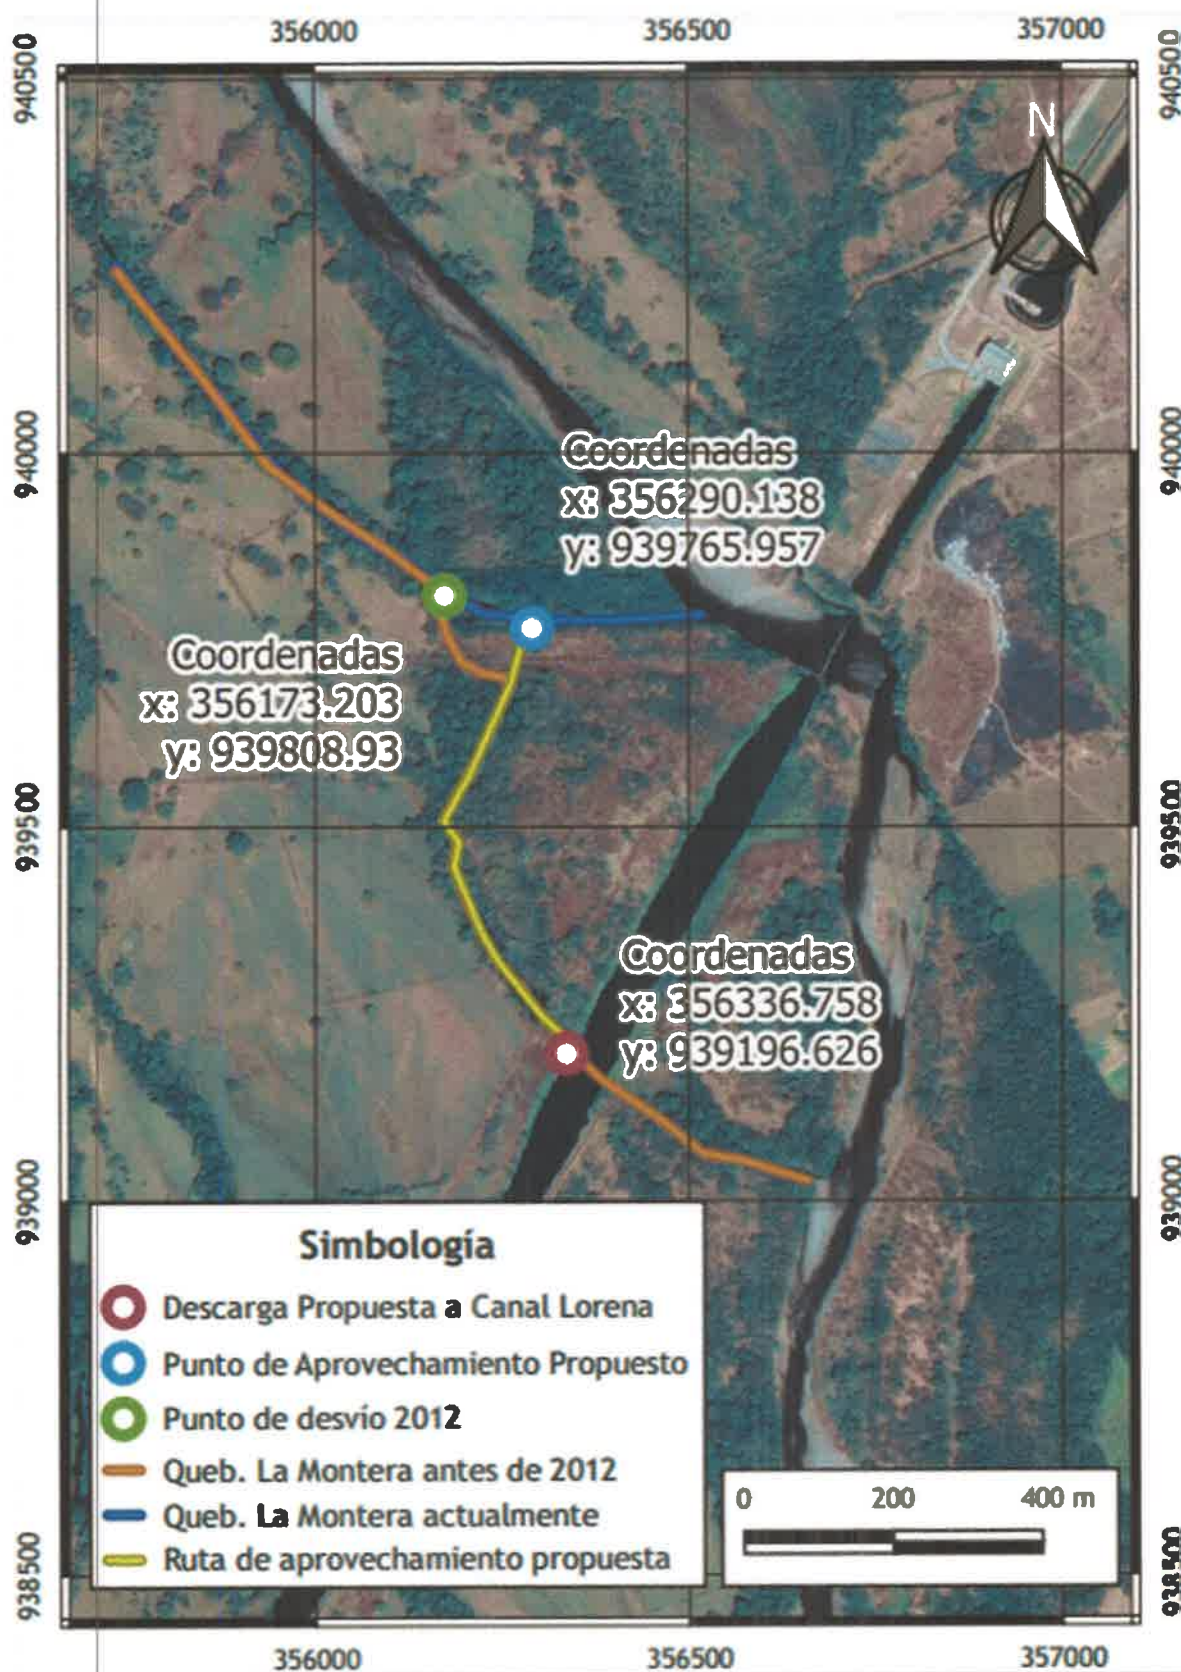 356000 356500 357000
940500 940500
N
940000 940000
Coordenadas
x: 356290.138
y: 939765.957
Coordenadas
x: 356173.203
y: 939808.93
939500 939500
Coordenadas
x: 356336.758
y: 939196.626
939000 939000
Simbología
Descarga Propuesta a Canal Lorena
Punto de Aprovechamiento Propuesto
Punto de desvío 2012
Queb. La Montera antes de 2012
Queb. La Montera actualmente
Ruta de aprovechamiento propuesta
0 200 400 m
938500 938500
356000 356500 357000